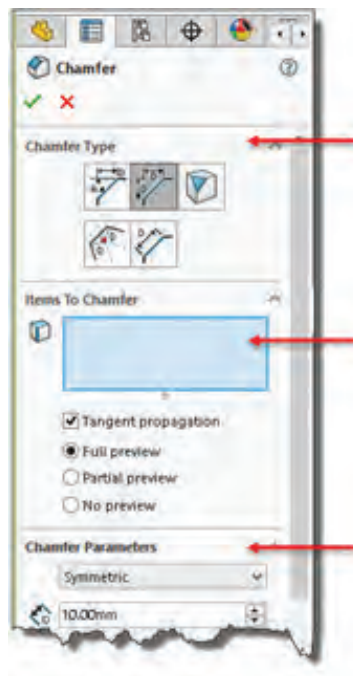 Chamfer
Chamfer Type
Items To Chamfer
Tangent propagation
Full preview
Partial preview
No preview
Chamfer Parameters
Symmetric
10.00mm